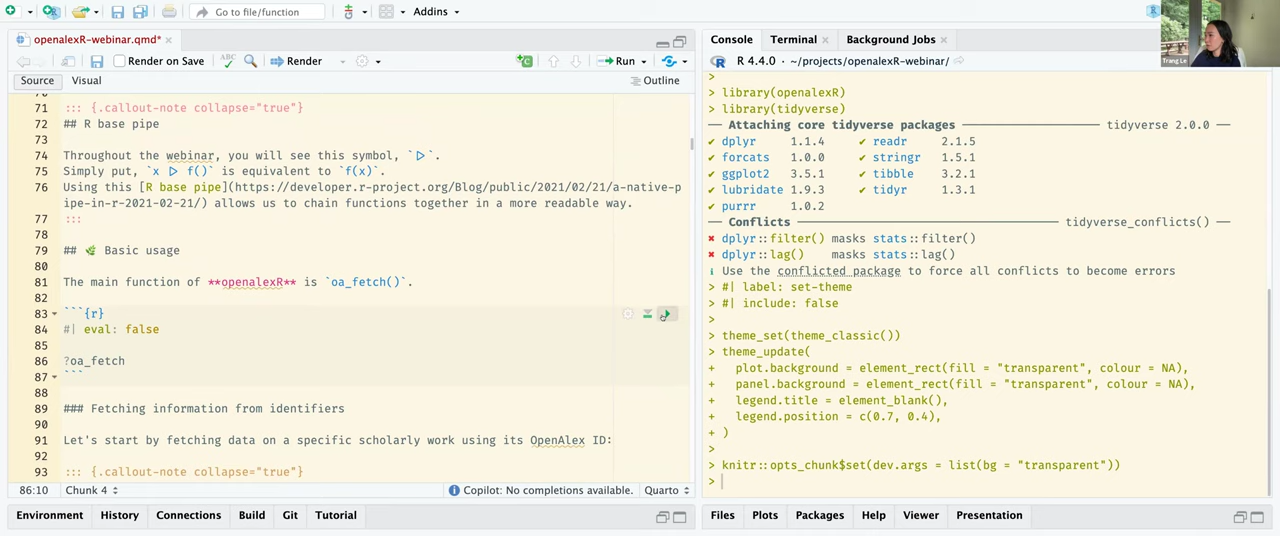 Go to file/function
Addins
openalexR-webinar.qmd*
Render on Save
ABC
Render
Run
Source
Visual
Outline
70
71 ::: {.callout-note collapse="true"}
72 ## R base pipe
73
74 Throughout the webinar, you will see this symbol, `▷`.
75 Simply put, `x ▷ f()` is equivalent to `f(x)`.
76 Using this [R base pipe](https://developer.r-project.org/Blog/public/2021/02/21/a-native-p
ipe-in-r-2021-02-21/) allows us to chain functions together in a more readable way.
77 :::
78
79 ## 🌿 Basic usage
80
81 The main function of **openalexR** is `oa_fetch()`.
82
83 ```{r}
84 #| eval: false
85
86 ?oa_fetch
87 ```
88
89 ### Fetching information from identifiers
90
91 Let's start by fetching data on a specific scholarly work using its OpenAlex ID:
92
93 ::: {.callout-note collapse="true"}
86:10
Chunk 4
Copilot: No completions available.
Quarto
Environment
History
Connections
Build
Git
Tutorial
Console
Terminal
Background Jobs
Trang Le
R 4.4.0 · ~/projects/openalexR-webinar/
>
> library(openalexR)
> library(tidyverse)
── Attaching core tidyverse packages ── tidyverse 2.0.0 ──
✔ dplyr 1.1.4 ✔ readr 2.1.5
✔ forcats 1.0.0 ✔ stringr 1.5.1
✔ ggplot2 3.5.1 ✔ tibble 3.2.1
✔ lubridate 1.9.3 ✔ tidyr 1.3.1
✔ purrr 1.0.2
── Conflicts ── tidyverse_conflicts() ──
✖ dplyr::filter() masks stats::filter()
✖ dplyr::lag() masks stats::lag()
ℹ Use the conflicted package to force all conflicts to become errors
> #| label: set-theme
> #| include: false
>
> theme_set(theme_classic())
> theme_update(
+ plot.background = element_rect(fill = "transparent", colour = NA),
+ panel.background = element_rect(fill = "transparent", colour = NA),
+ legend.title = element_blank(),
+ legend.position = c(0.7, 0.4),
+ )
>
> knitr::opts_chunk$set(dev.args = list(bg = "transparent"))
>
Files
Plots
Packages
Help
Viewer
Presentation